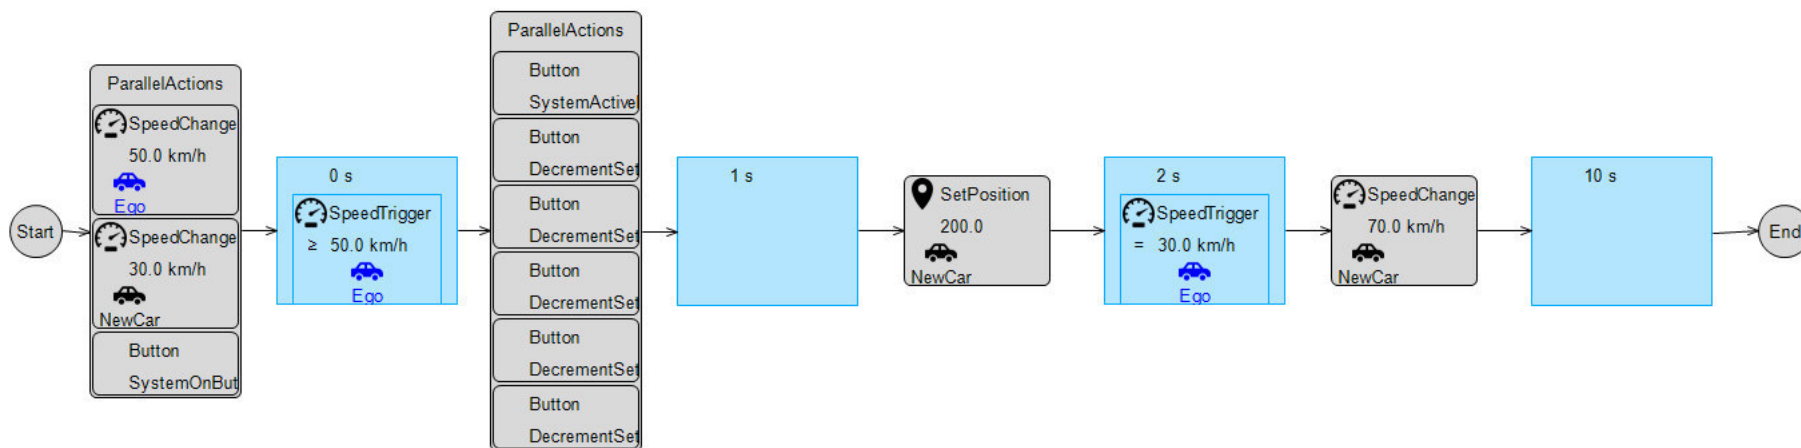 Start
ParallelActions
SpeedChange
50.0 km/h
Ego
SpeedChange
30.0 km/h
NewCar
Button
SystemOnBut
0 s
SpeedTrigger
≥ 50.0 km/h
Ego
ParallelActions
Button
SystemActive
Button
DecrementSet
Button
DecrementSet
Button
DecrementSet
Button
DecrementSet
Button
DecrementSet
1 s
SetPosition
200.0
NewCar
2 s
SpeedTrigger
= 30.0 km/h
Ego
SpeedChange
70.0 km/h
NewCar
10 s
End